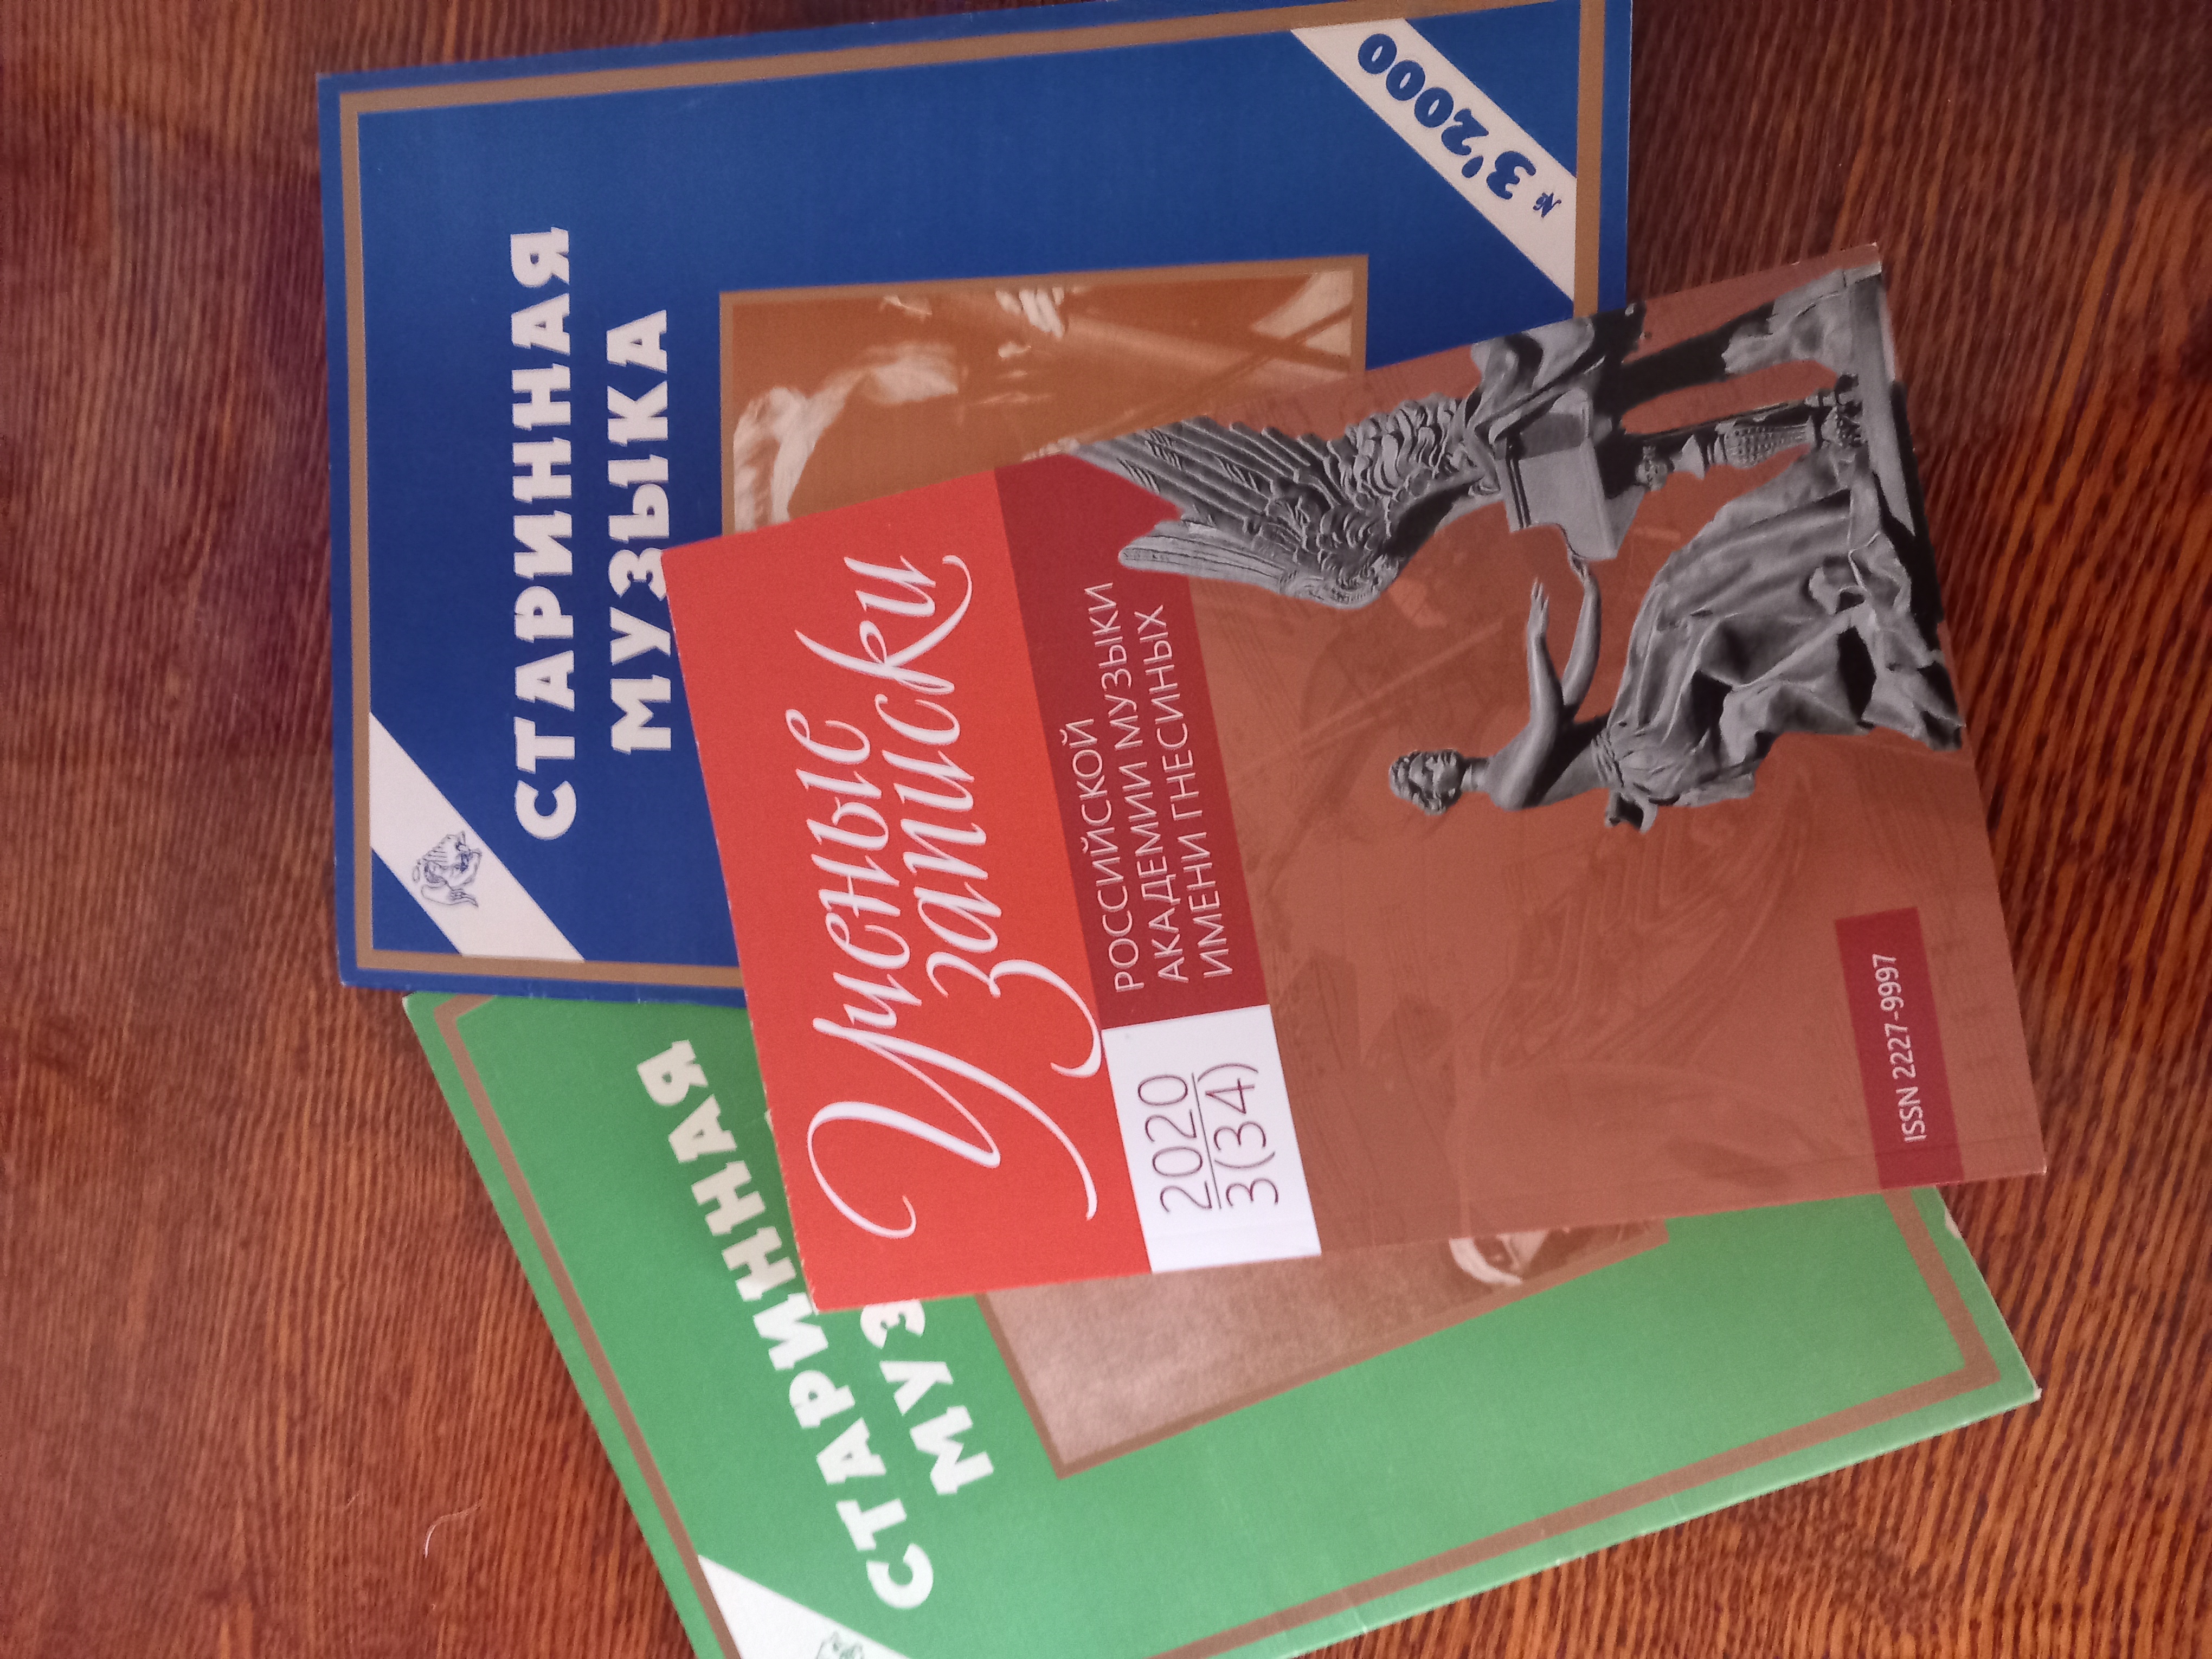 СТАРИННАЯ
МУЗЫКА
№ 3'2000
СТАРИННАЯ
Ученые
записки
РОССИЙСКОЙ
АКАДЕМИИ МУЗЫКИ
ИМЕНИ ГНЕСИНЫХ
2020
3(34)
ISSN 2227-9997